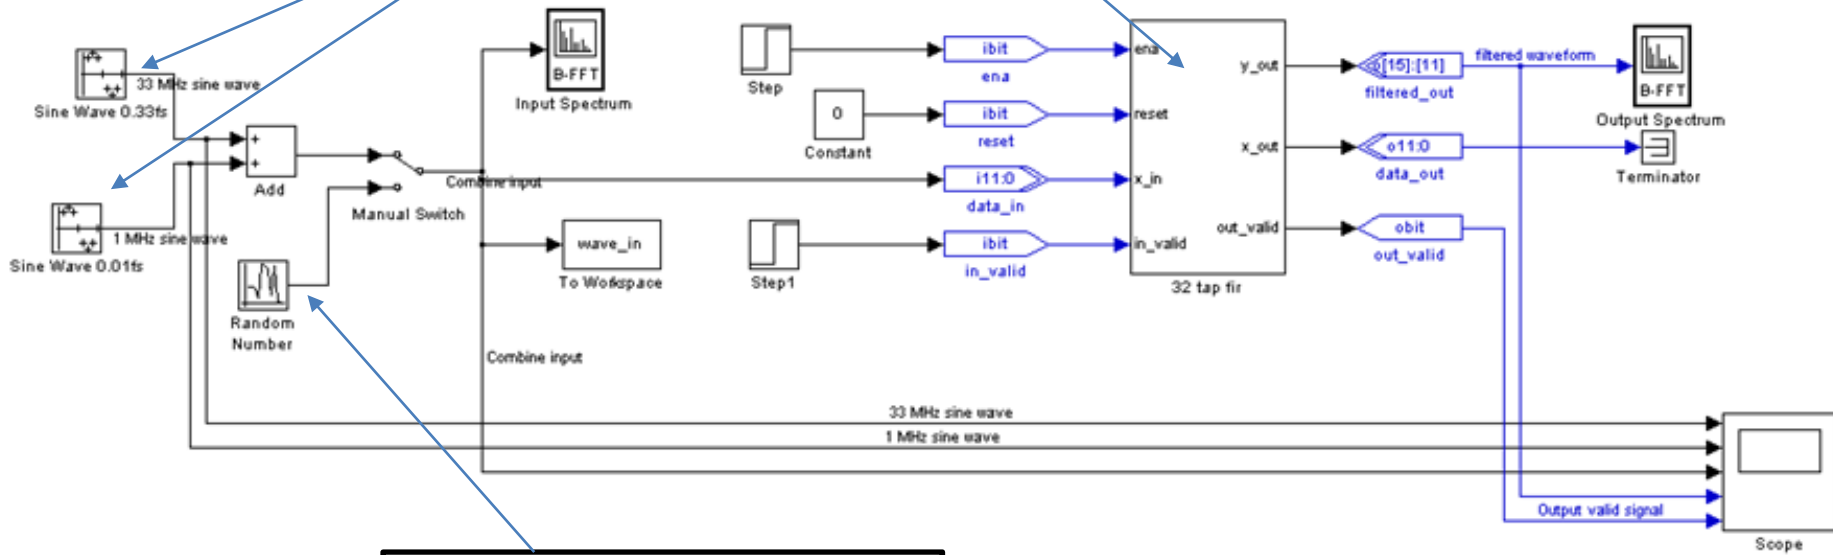 33 MHz sine wave
Sine Wave 0.33fs
1 MHz sine wave
Sine Wave 0.01fs
+
+
Add
Random
Number
Manual Switch
Combine input
B-FFT
Input Spectrum
wave_in
To Workspace
Combine input
Step
0
Constant
Step1
ibit
ena
ibit
reset
i11:0
data_in
ibit
in_valid
ena
reset
x_in
in_valid
y_out
x_out
out_valid
32 tap fir
[15]:[11]
filtered_out
o11:0
data_out
obit
out_valid
filtered waveform
B-FFT
Output Spectrum
Terminator
33 MHz sine wave
1 MHz sine wave
Output valid signal
Scope